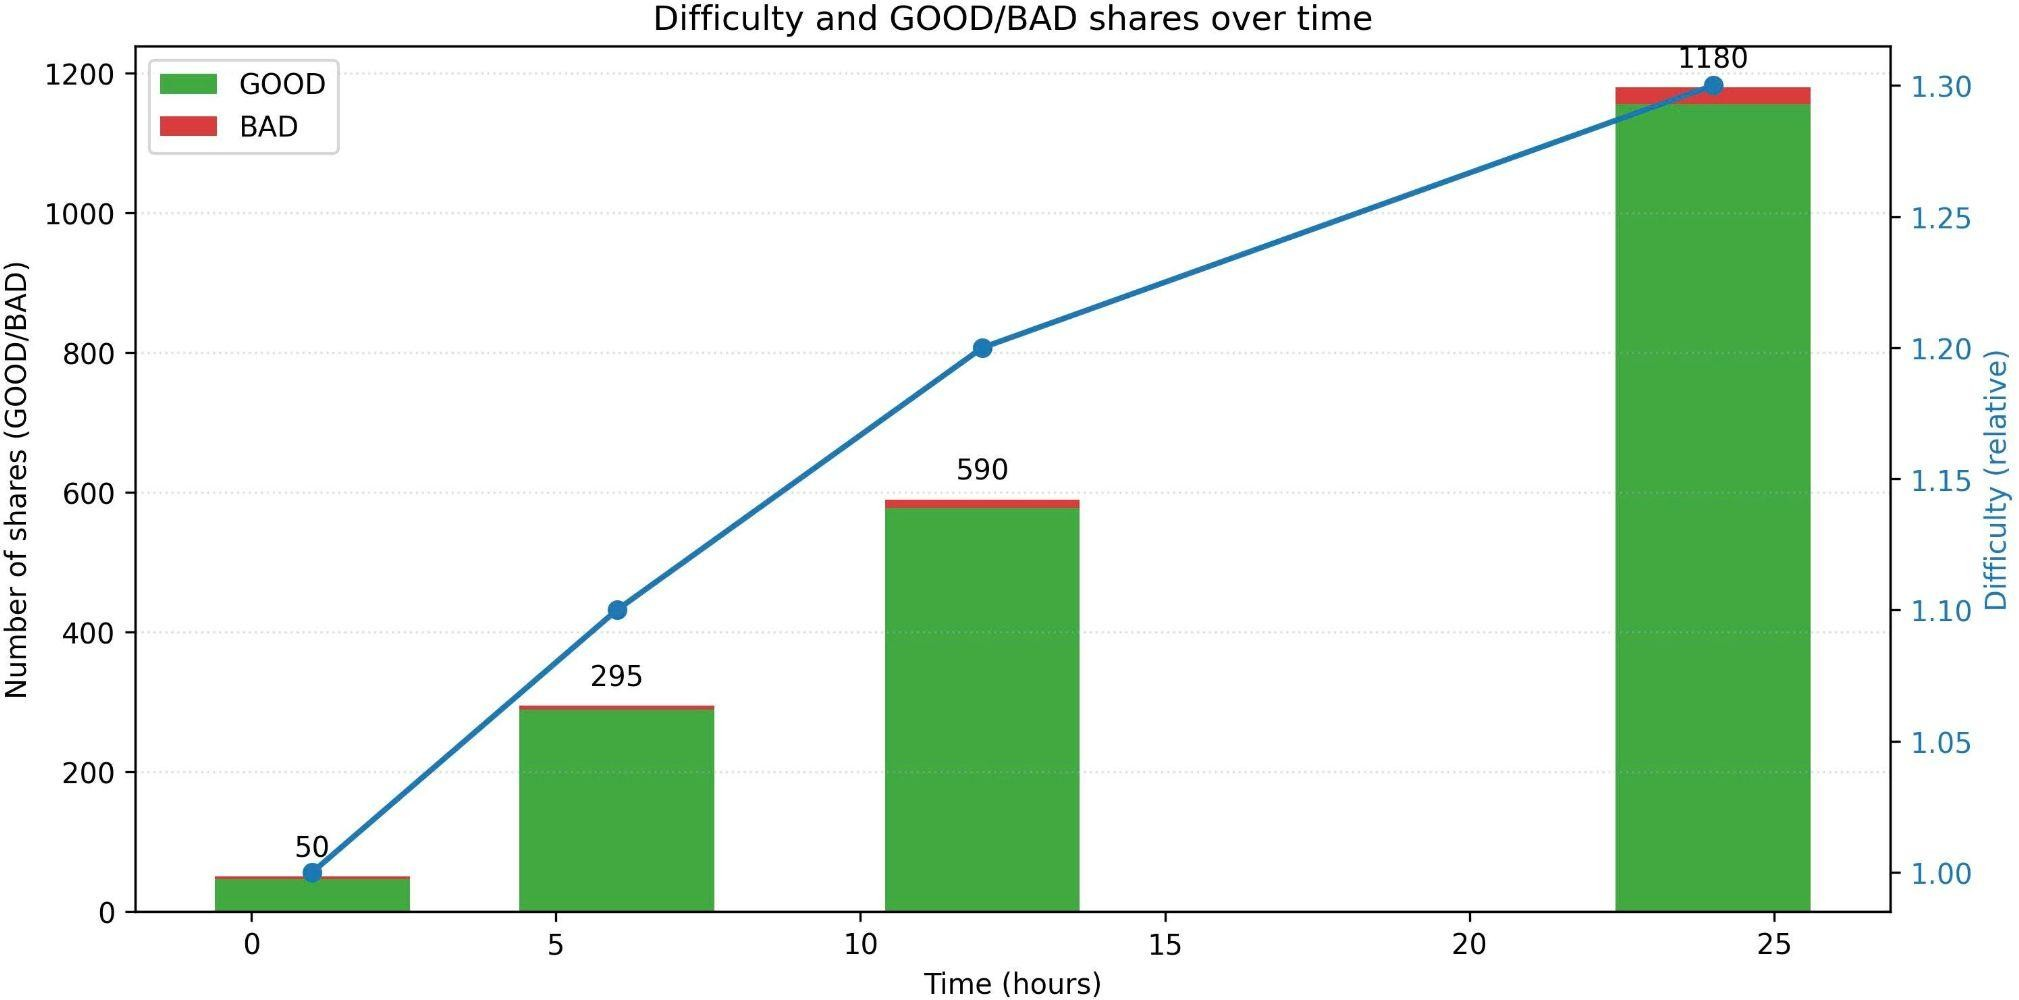 Difficulty and GOOD/BAD shares over time
GOOD
BAD
Number of shares (GOOD/BAD)
1200
1000
800
600
400
200
0
50
295
590
1180
1.30
1.25
1.20
1.15
1.10
1.05
1.00
Difficulty (relative)
0 5 10 15 20 25
Time (hours)